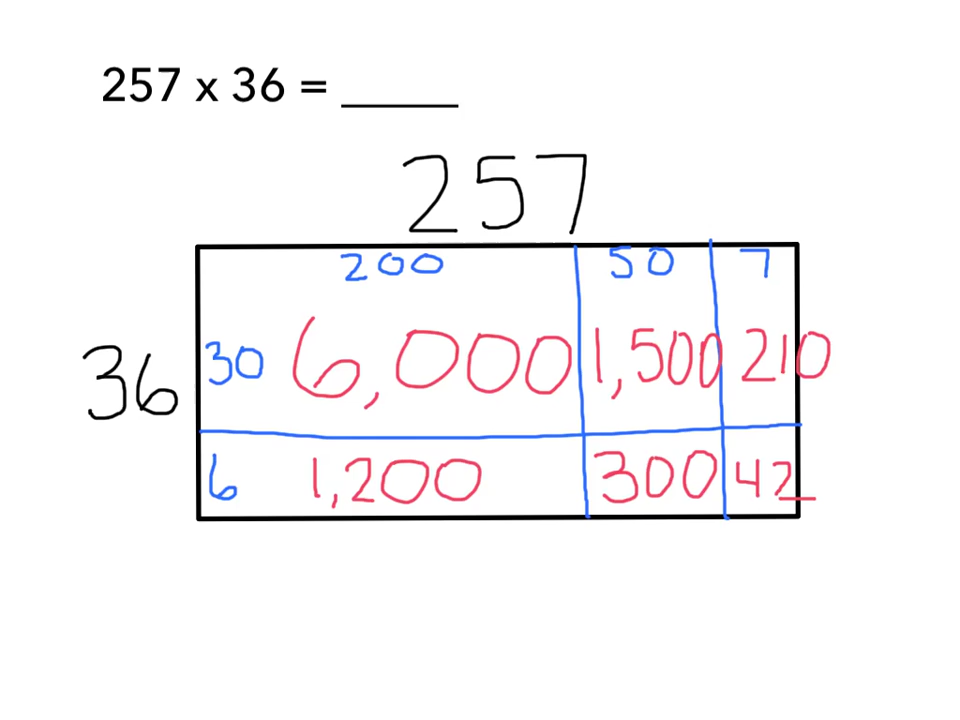 257 x 36 = _____
257
200 50 7
36 30 6,000 1,500 210
6 1,200 300 42